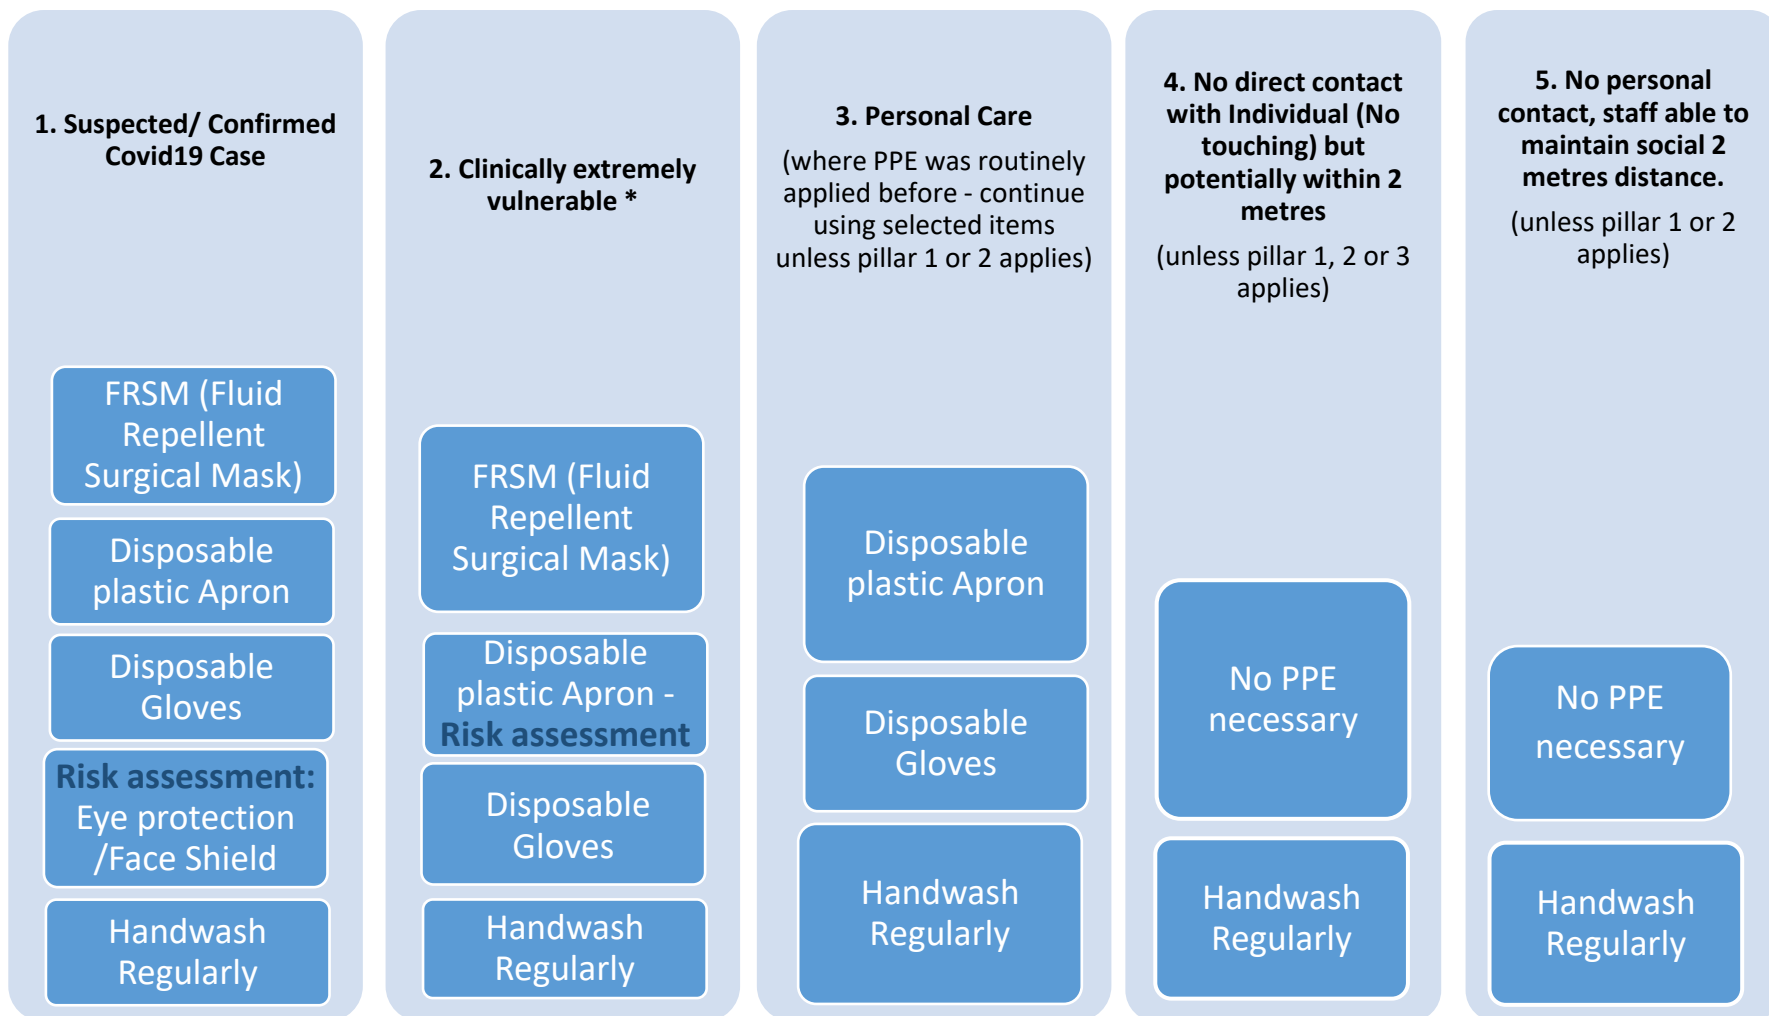 1. Suspected/ Confirmed
Covid19 Case
FRSM (Fluid
Repellent
Surgical Mask)
Disposable
plastic Apron
Disposable
Gloves
Risk assessment:
Eye protection
/Face Shield
Handwash
Regularly
2. Clinically extremely
vulnerable *
FRSM (Fluid
Repellent
Surgical Mask)
Disposable
plastic Apron -
Risk assessment
Disposable
Gloves
Handwash
Regularly
3. Personal Care
(where PPE was routinely
applied before - continue
using selected items
unless pillar 1 or 2 applies)
Disposable
plastic Apron
Disposable
Gloves
Handwash
Regularly
4. No direct contact
with Individual (No
touching) but
potentially within 2
metres
(unless pillar 1, 2 or 3
applies)
No PPE
necessary
Handwash
Regularly
5. No personal
contact, staff able to
maintain social 2
metres distance.
(unless pillar 1 or 2
applies)
No PPE
necessary
Handwash
Regularly